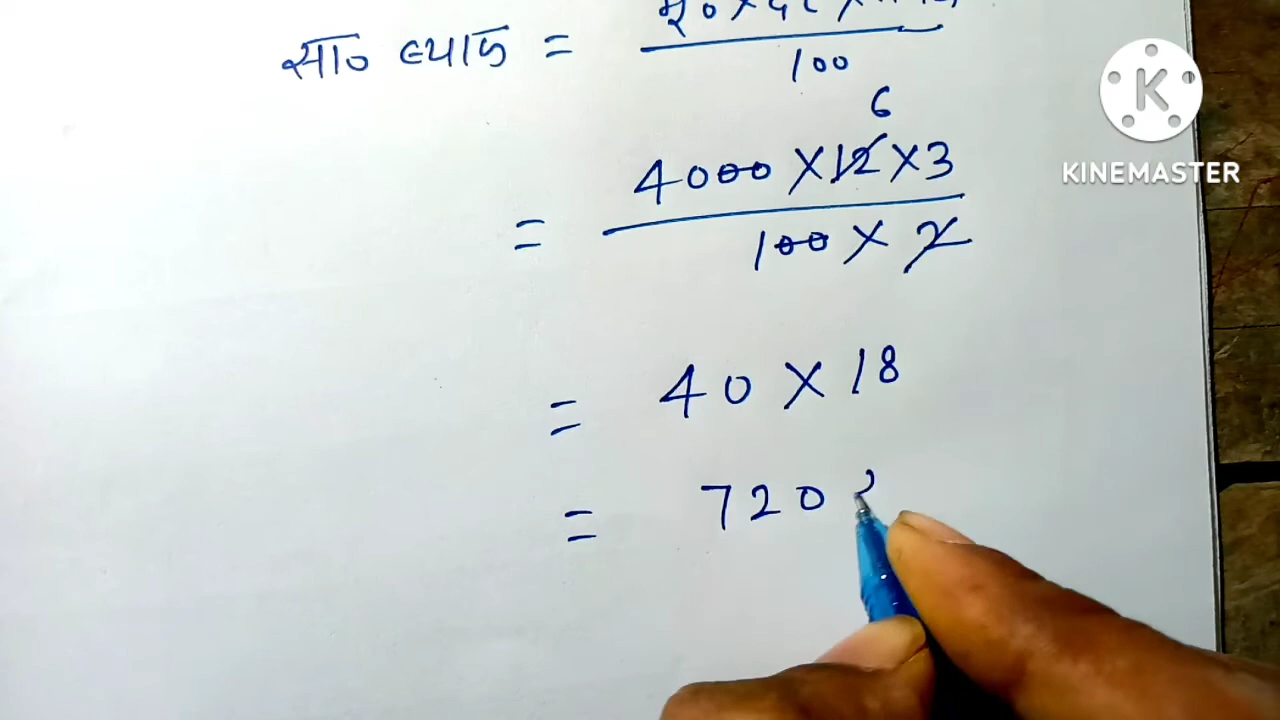 सा० ब्याज =
100
6
KINEMASTER
= 4000 X 12 X 3
100 X 2
= 40 X 18
= 720